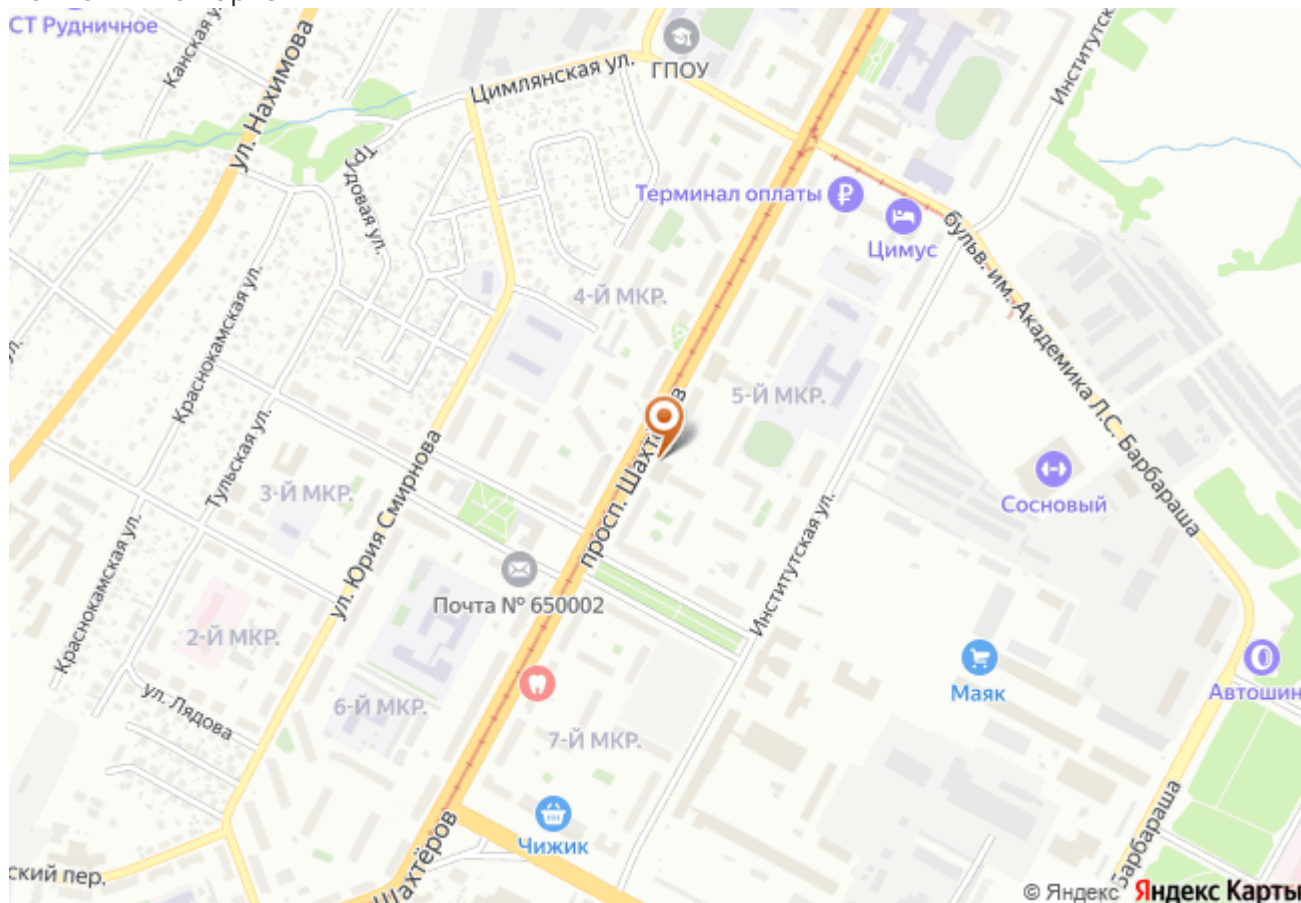 СТ Рудничное
Канская у
ул. Нахимова
Цимлянская ул.
ГПОУ
Институтск
Трудовая ул.
Терминал оплаты
Цимус
бульв. им. Академика Л.С. Барбараша
4-Й МКР.
Краснокамская ул.
ул.
5-Й МКР.
просп. Шахт в
Тульская ул.
3-Й МКР.
ул. Юрия Смирнова
Сосновый
Институтская ул.
Краснокамская ул.
Почта № 650002
2-Й МКР.
Маяк
Автошин
ул. Лядова
6-Й МКР.
7-Й МКР.
Чижик
Шахтёров
Барбараша
ский пер.
© Яндекс Яндекс Карты